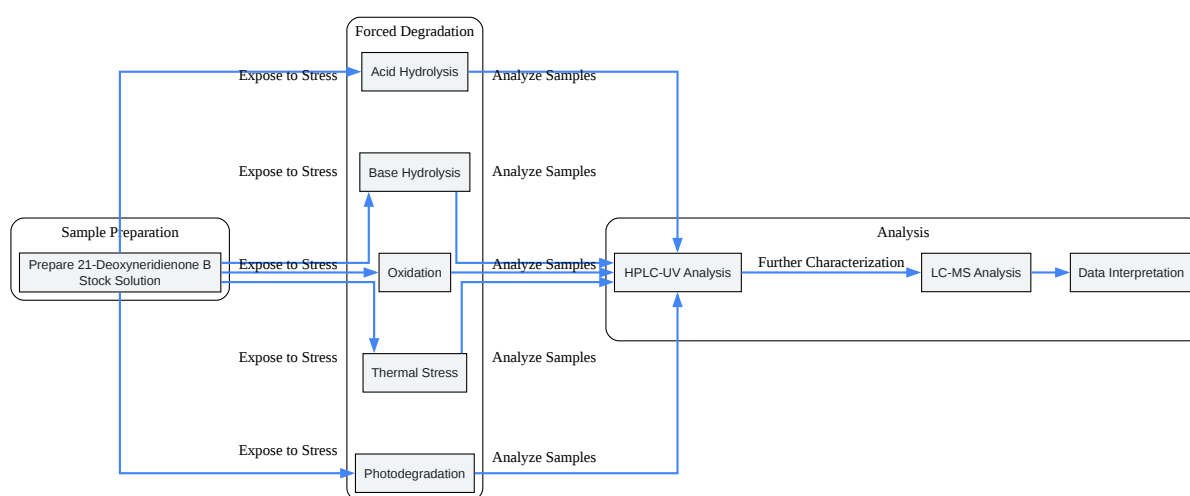 Forced Degradation
Expose to Stress
Acid Hydrolysis
Analyze Samples
Expose to Stress
Base Hydrolysis
Analyze Samples
Sample Preparation
Analysis
Prepare 21-Deoxyneridienone B
Stock Solution
Expose to Stress
Oxidation
Analyze Samples
HPLC-UV Analysis
Further Characterization
LC-MS Analysis
Data Interpretation
Expose to Stress
Thermal Stress
Analyze Samples
Expose to Stress
Photodegradation
Analyze Samples